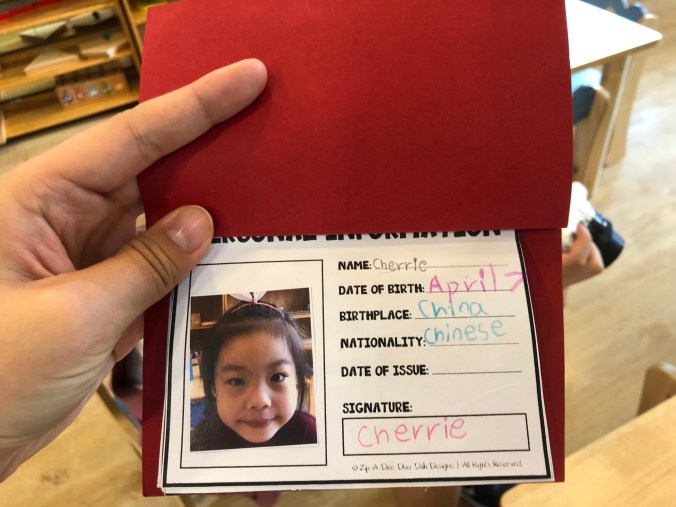 PERSONAL INFORMATION
NAME: Cherrie
DATE OF BIRTH: April 7
BIRTHPLACE: China
NATIONALITY: Chinese
DATE OF ISSUE:
SIGNATURE:
Cherrie
© Zip-A-Dee-Doo-Dah Designs | All Rights Reserved